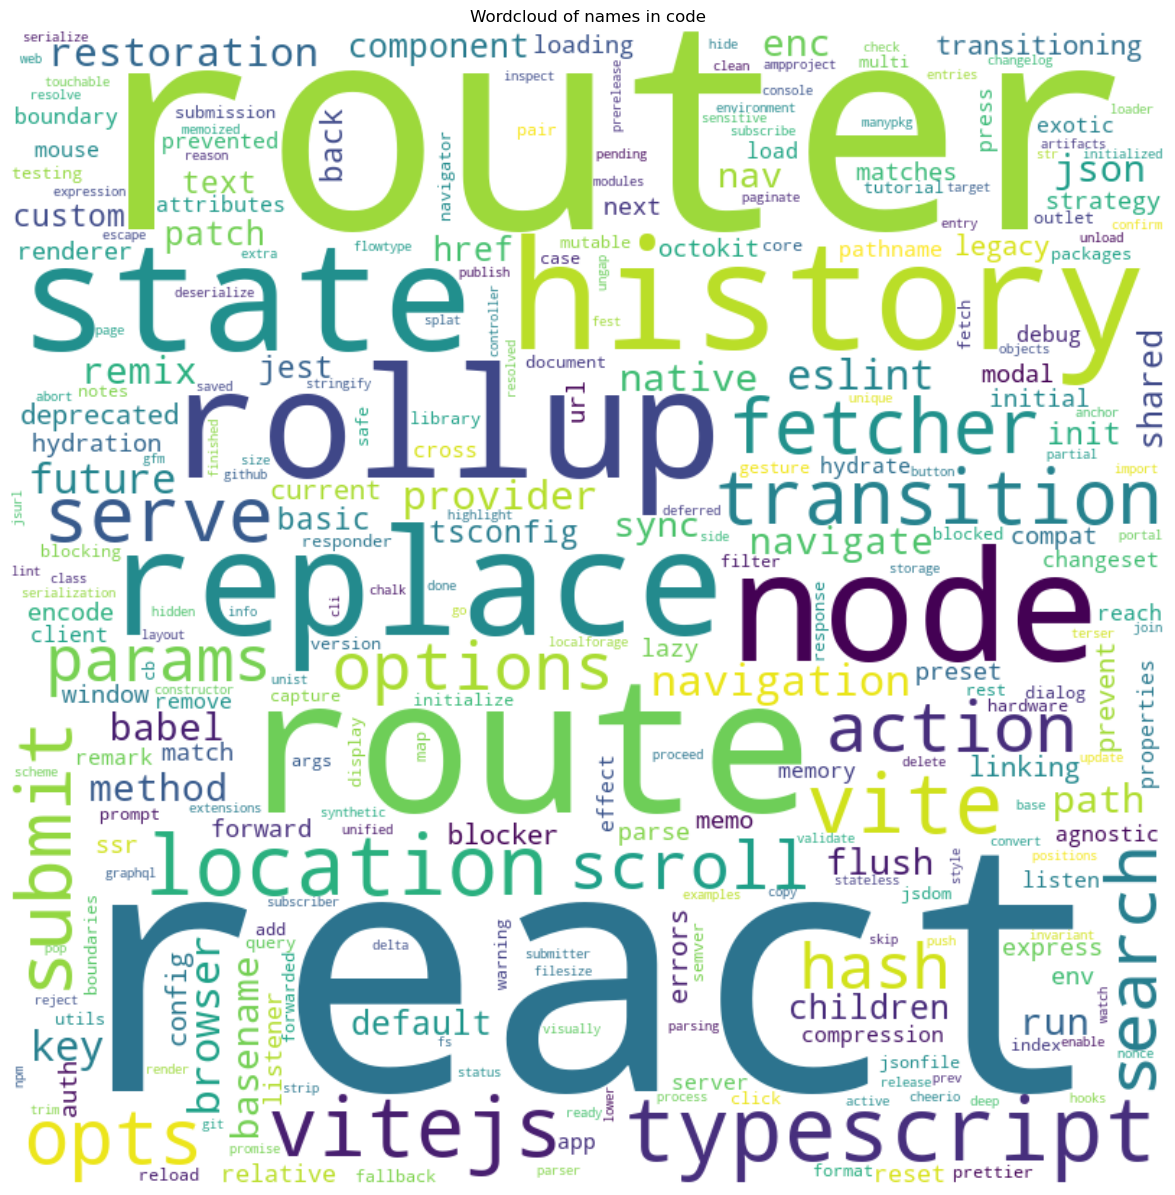 Wordcloud of names in code
serialize
restoration
component
loading
hide
enc
check
transitioning
web
touchable
resolve
boundary
submission
memoized
prevented
reason
back
router
inspect
clean
ampproject
multi
changelog
entries
prerelease
console
environment
sensitive
subscribe
manypkg
press
loader
exotic
artifacts
str
initialized
mouse
testing
expression
text
attributes
navigator
pair
pending
modules
load
nav
paginate
matches
tutorial
target
json
strategy
custom
escape
patch
next
entry
outlet
confirm
renderer
extra
flowtype
href
mutable
octokit
core
pathname
legacy
unload
packages
state
deserialize
publish
case
history
ungap
page
splat
controller
fest
fetch
debug
objects
shared
remix
jest
resolved
document
native
eslint
modal
abort
notes
saved
stringify
rollup
url
unique
initial
deprecated
safe
library
fetcher
anchor
init
hydration
gfm
finished
size
github
cross
gesture
hydrate
button
partial
import
future
current
provider
transition
jsurl
serve
basic
highlight
tsconfig
deferred
sync
side
navigate
blocked
compat
portal
blocking
responder
filter
changeset
lint
class
serialization
replace
chalk
done
node
storage
encode
hidden
info
cli
go
response
reach
client
layout
version
localforage
lazy
terser
join
params
cb
unist
options
navigation
preset
window
constructor
remove
capture
initialize
rest
dialog
hardware
prevent
properties
babel
route
action
remark
match
args
display
map
proceed
memory
delete
linking
update
submit
scheme
method
extensions
synthetic
effect
vite
base
path
prompt
forward
unified
blocker
parse
memo
validate
convert
agnostic
ssr
graphql
location
scroll
flush
stateless
style
positions
listen
search
subscriber
examples
copy
jsdom
react
boundaries
pop
add
query
delta
warning
submitter
filesize
errors
semver
skip
push
invariant
express
hash
env
reject
config
browser
basename
listener
forwarded
default
fs
visually
parsing
children
compression
run
index
enable
watch
utils
key
render
strip
status
server
process
click
jsonfile
release
prev
cheerio
nonce
npm
auth
trim
opts
git
promise
vitejs
ready
lower
app
active
deep
hooks
typescript
reload
relative
fallback
parser
format
reset
prettier